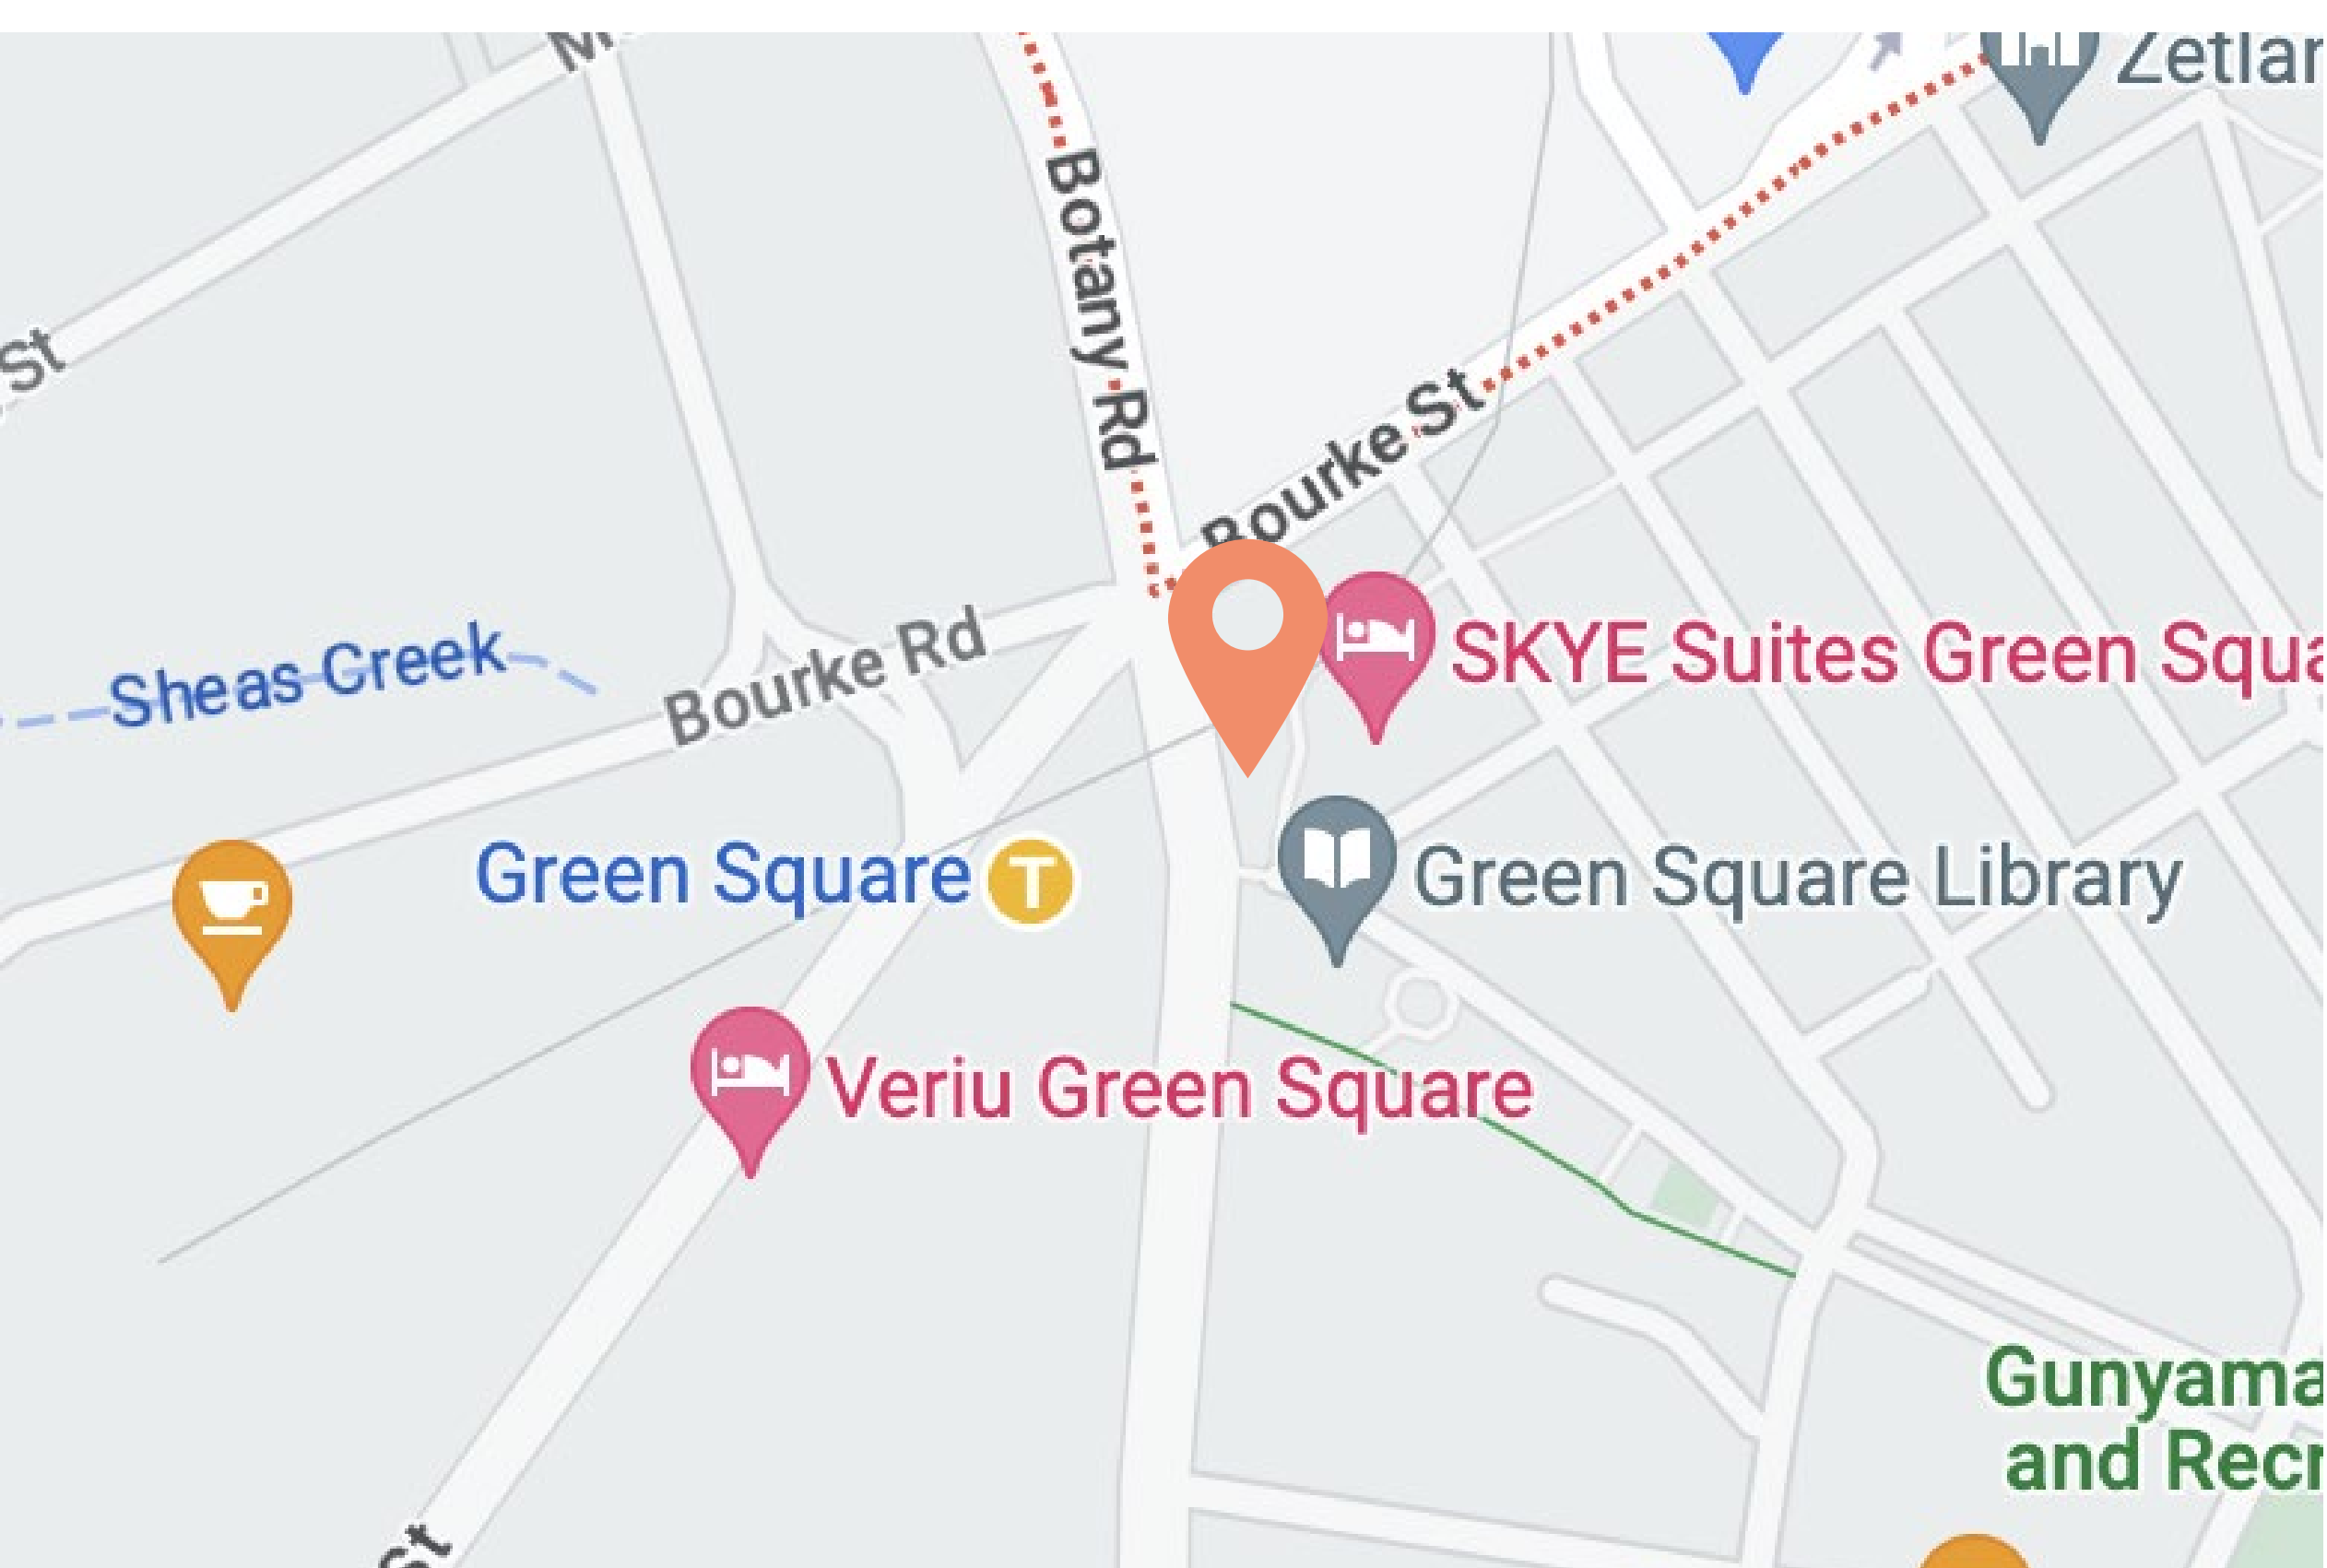 Zetlan
Botany Rd
St
Bourke St
Sheas Creek
Bourke Rd
SKYE Suites Green Squa
Green Square
T
Green Square Library
Veriu Green Square
Gunyama
and Recr
St